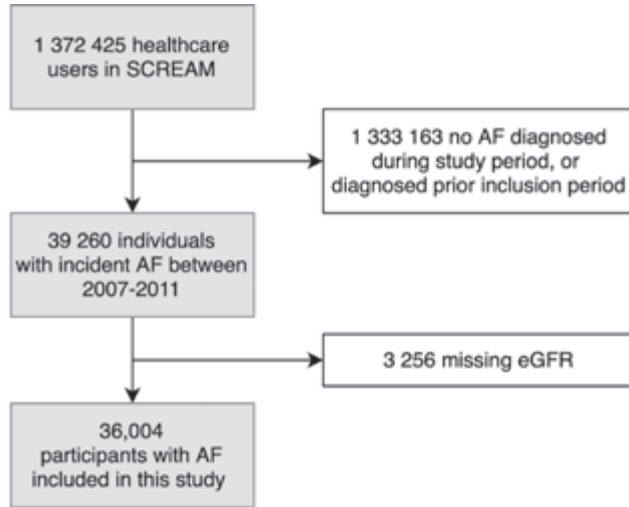 1 372 425 healthcare
users in SCREAM
1 333 163 no AF diagnosed
during study period, or
diagnosed prior inclusion period
39 260 individuals
with incident AF between
2007-2011
3 256 missing eGFR
36,004
participants with AF
included in this study